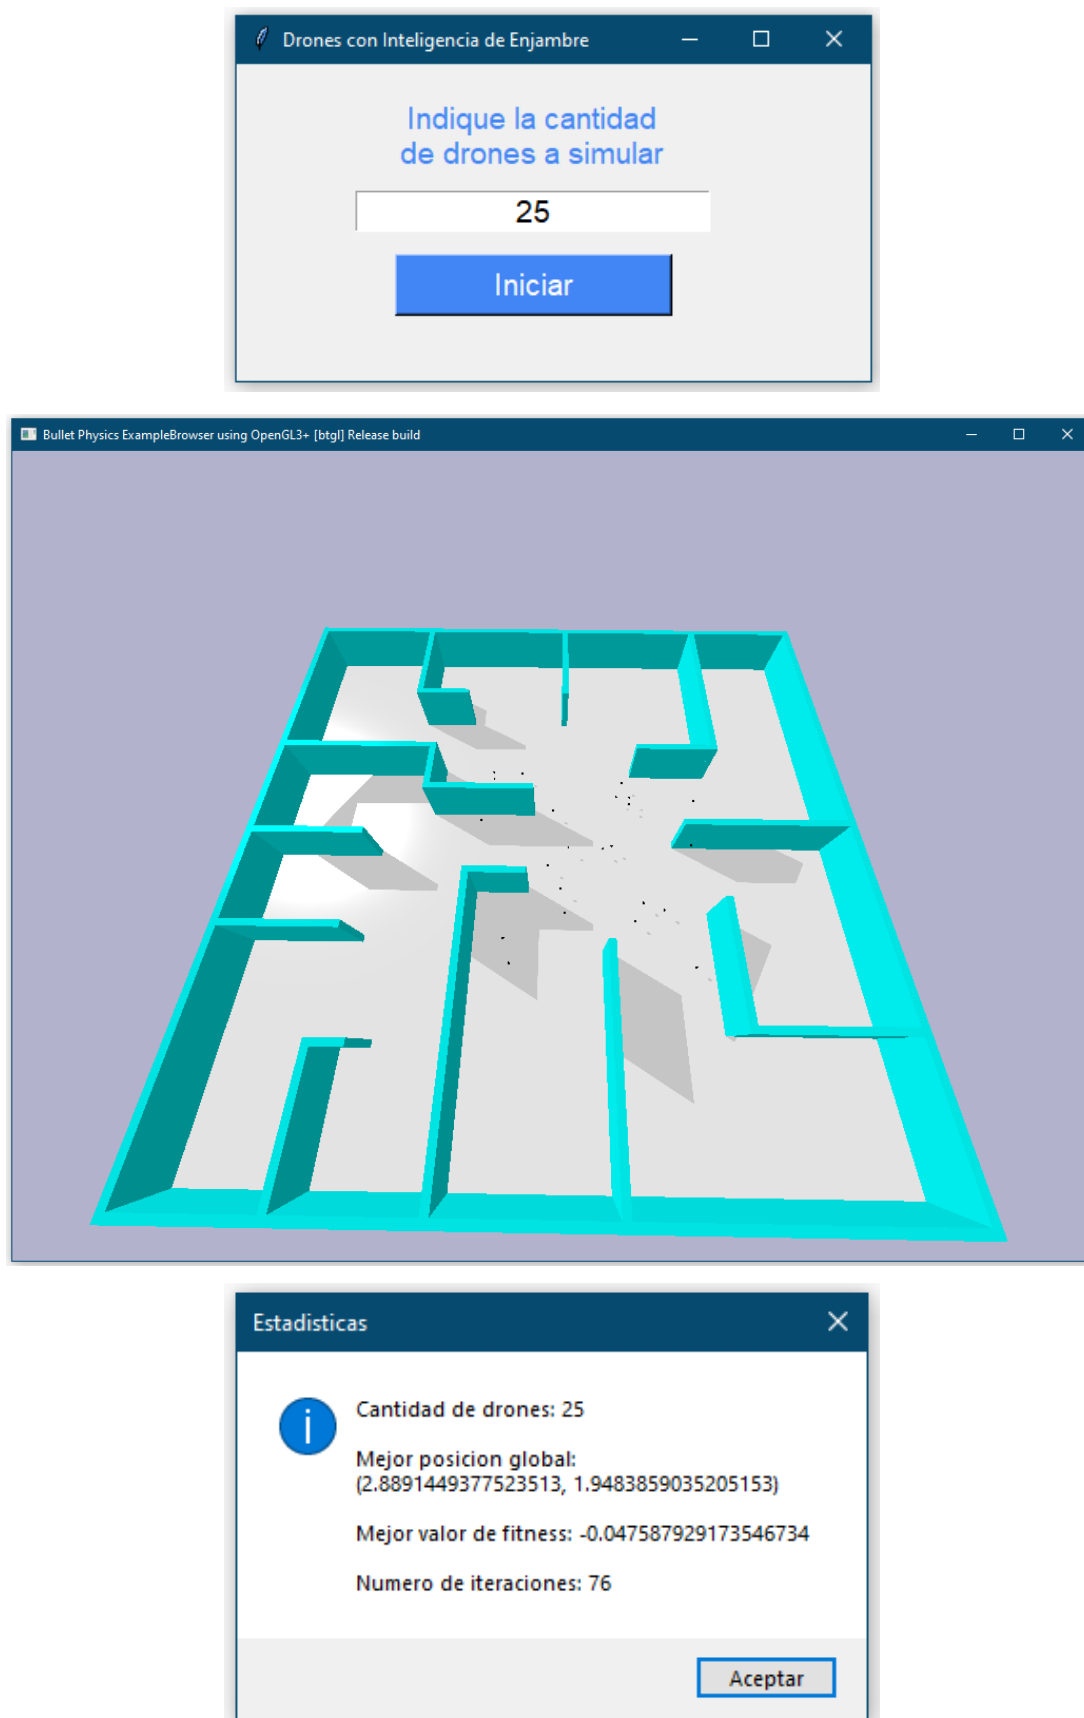 Drones con Inteligencia de Enjambre
Indique la cantidad
de drones a simular
25
Iniciar
Bullet Physics ExampleBrowser using OpenGL3+ [btgl] Release build
Estadisticas
Cantidad de drones: 25
Mejor posicion global:
(2.8891449377523513, 1.9483859035205153)
Mejor valor de fitness: -0.047587929173546734
Numero de iteraciones: 76
Aceptar